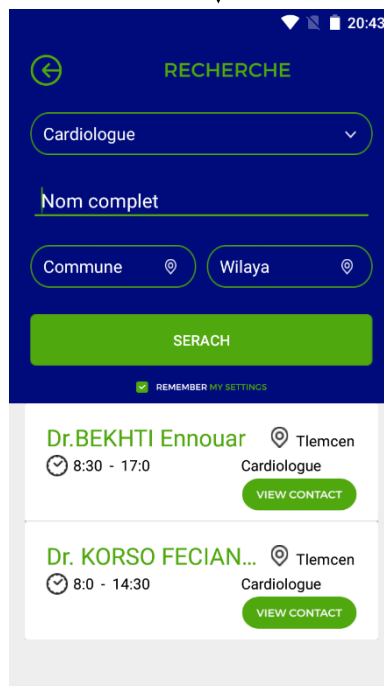 20:43
RECHERCHE
Cardiologue
Nom complet
Commune Wilaya
SERACH
REMEMBER MY SETTINGS
Dr.BEKHTI Ennouar Tlemcen
8:30 - 17:0 Cardiologue
VIEW CONTACT
Dr. KORSO FECIAN... Tlemcen
8:0 - 14:30 Cardiologue
VIEW CONTACT